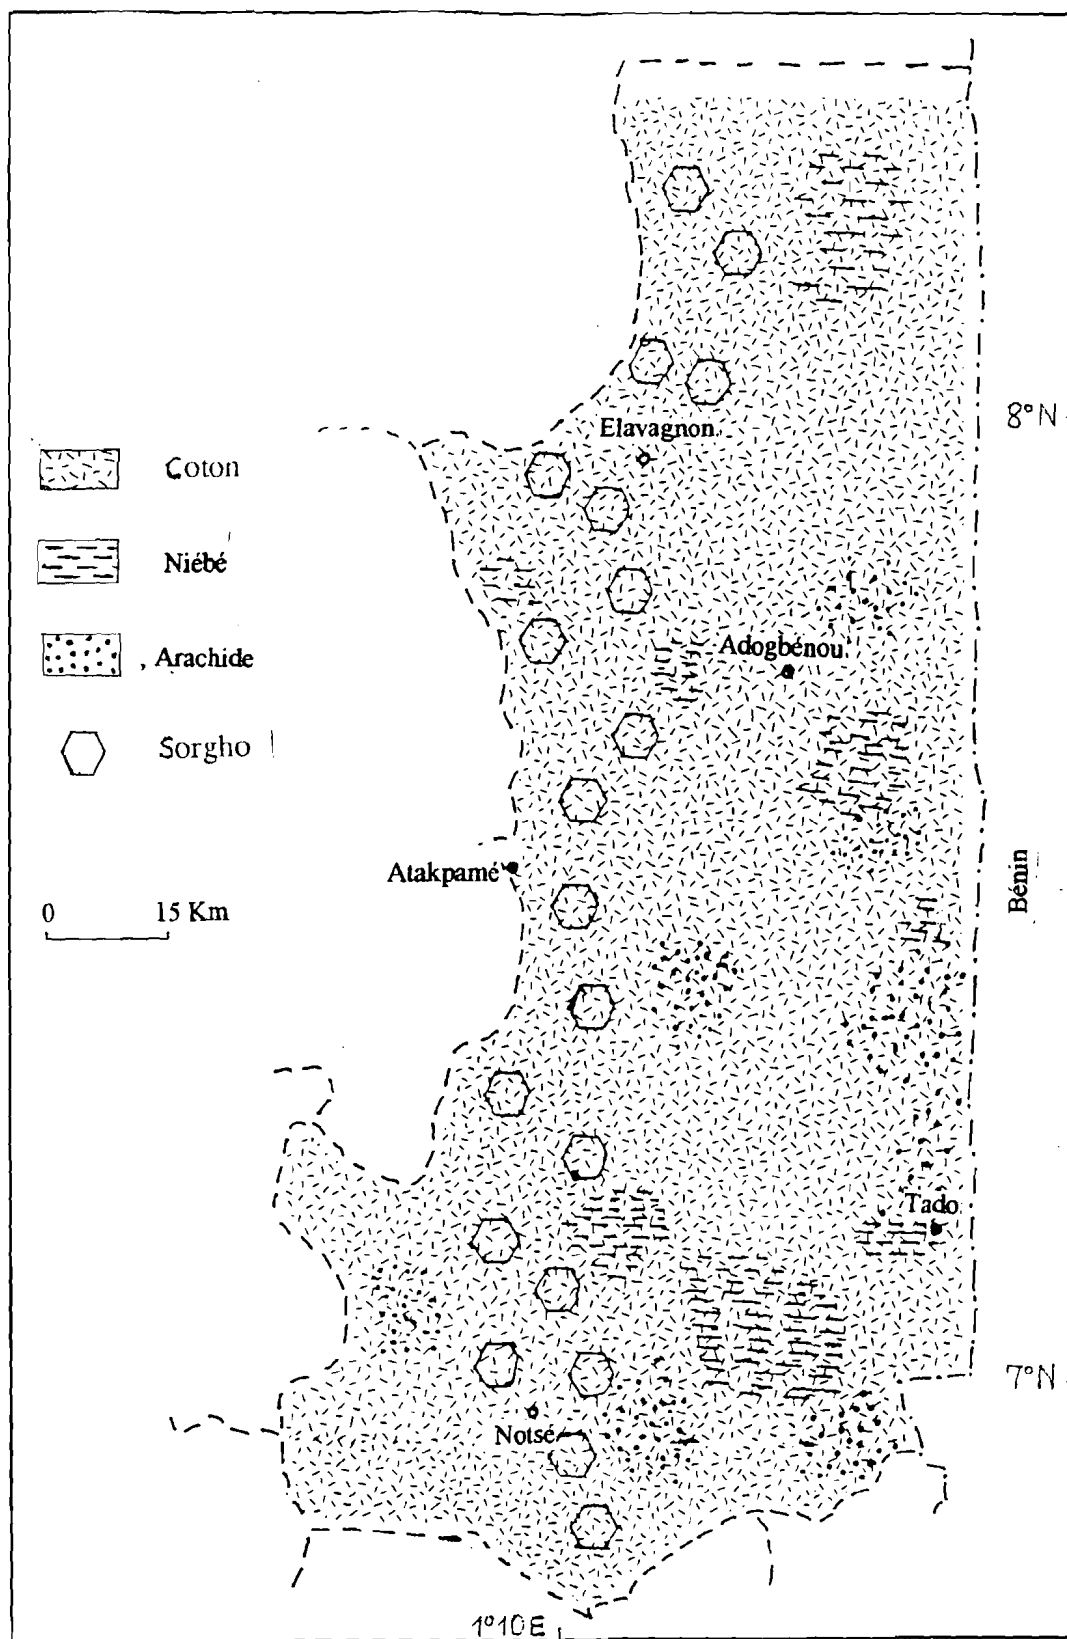 8°N
Elavagnon
Coton
Niébé
Arachide
Adogbénou
Sorgho
Atakpamé
Bénin
0 15 Km
Tado
7°N
Notsé
1°10E